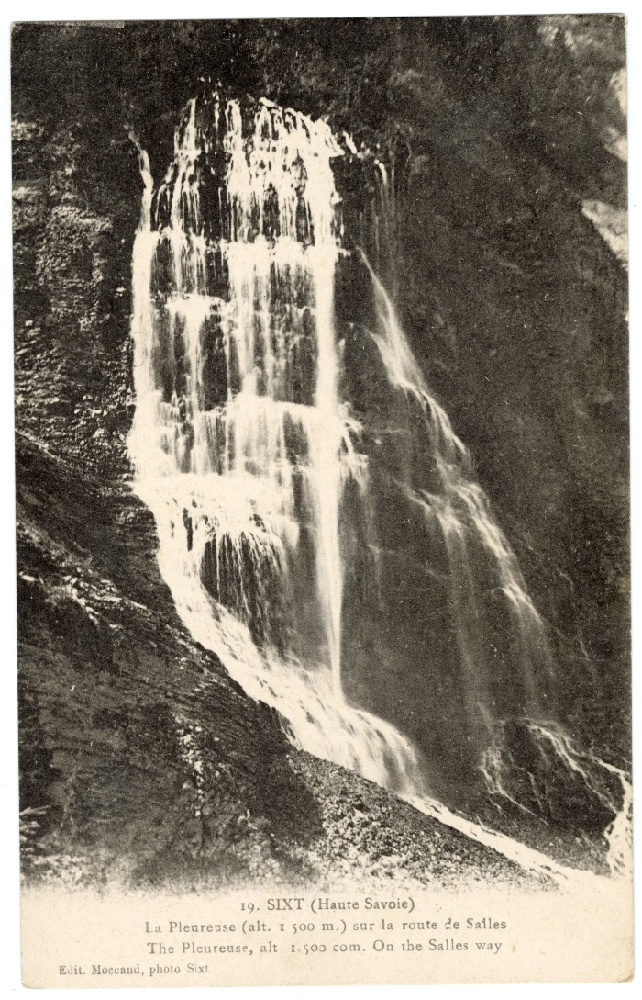 19. SIXT (Haute Savoie)
La Pleureuse (alt. 1 500 m.) sur la route de Salles
The Pleureuse, alt 1.500 com. On the Salles way
Edit. Moccand, photo Sixt